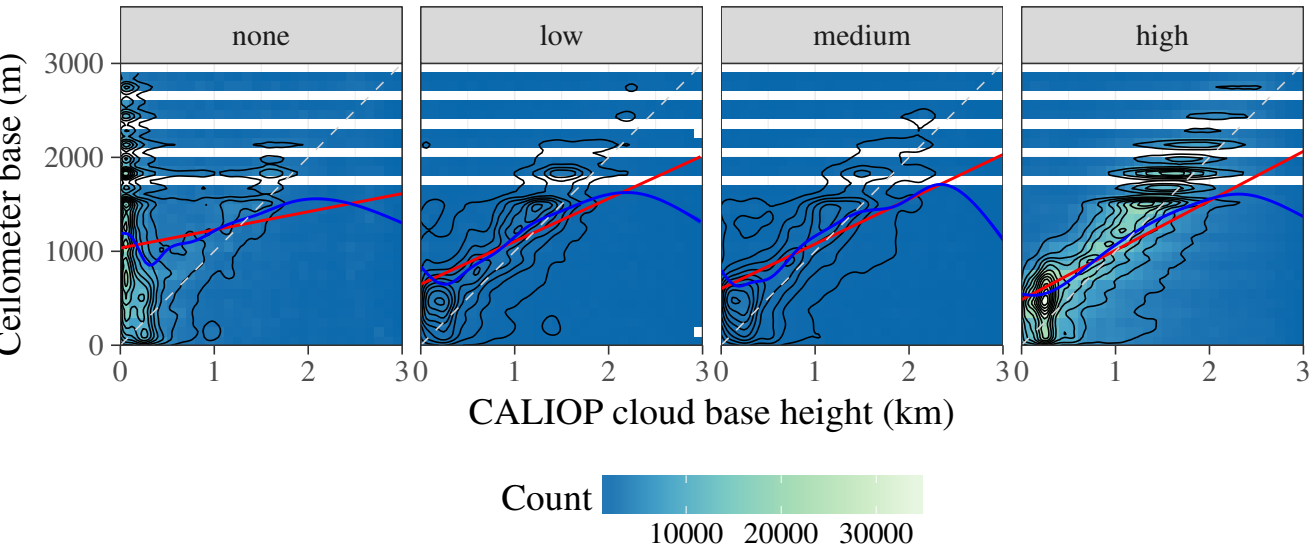 none low medium high
Ceilometer base (m)
3000
2000
1000
0
0 1 2 3 0 1 2 3 0 1 2 3 0 1 2 3
CALIOP cloud base height (km)
Count
10000 20000 30000